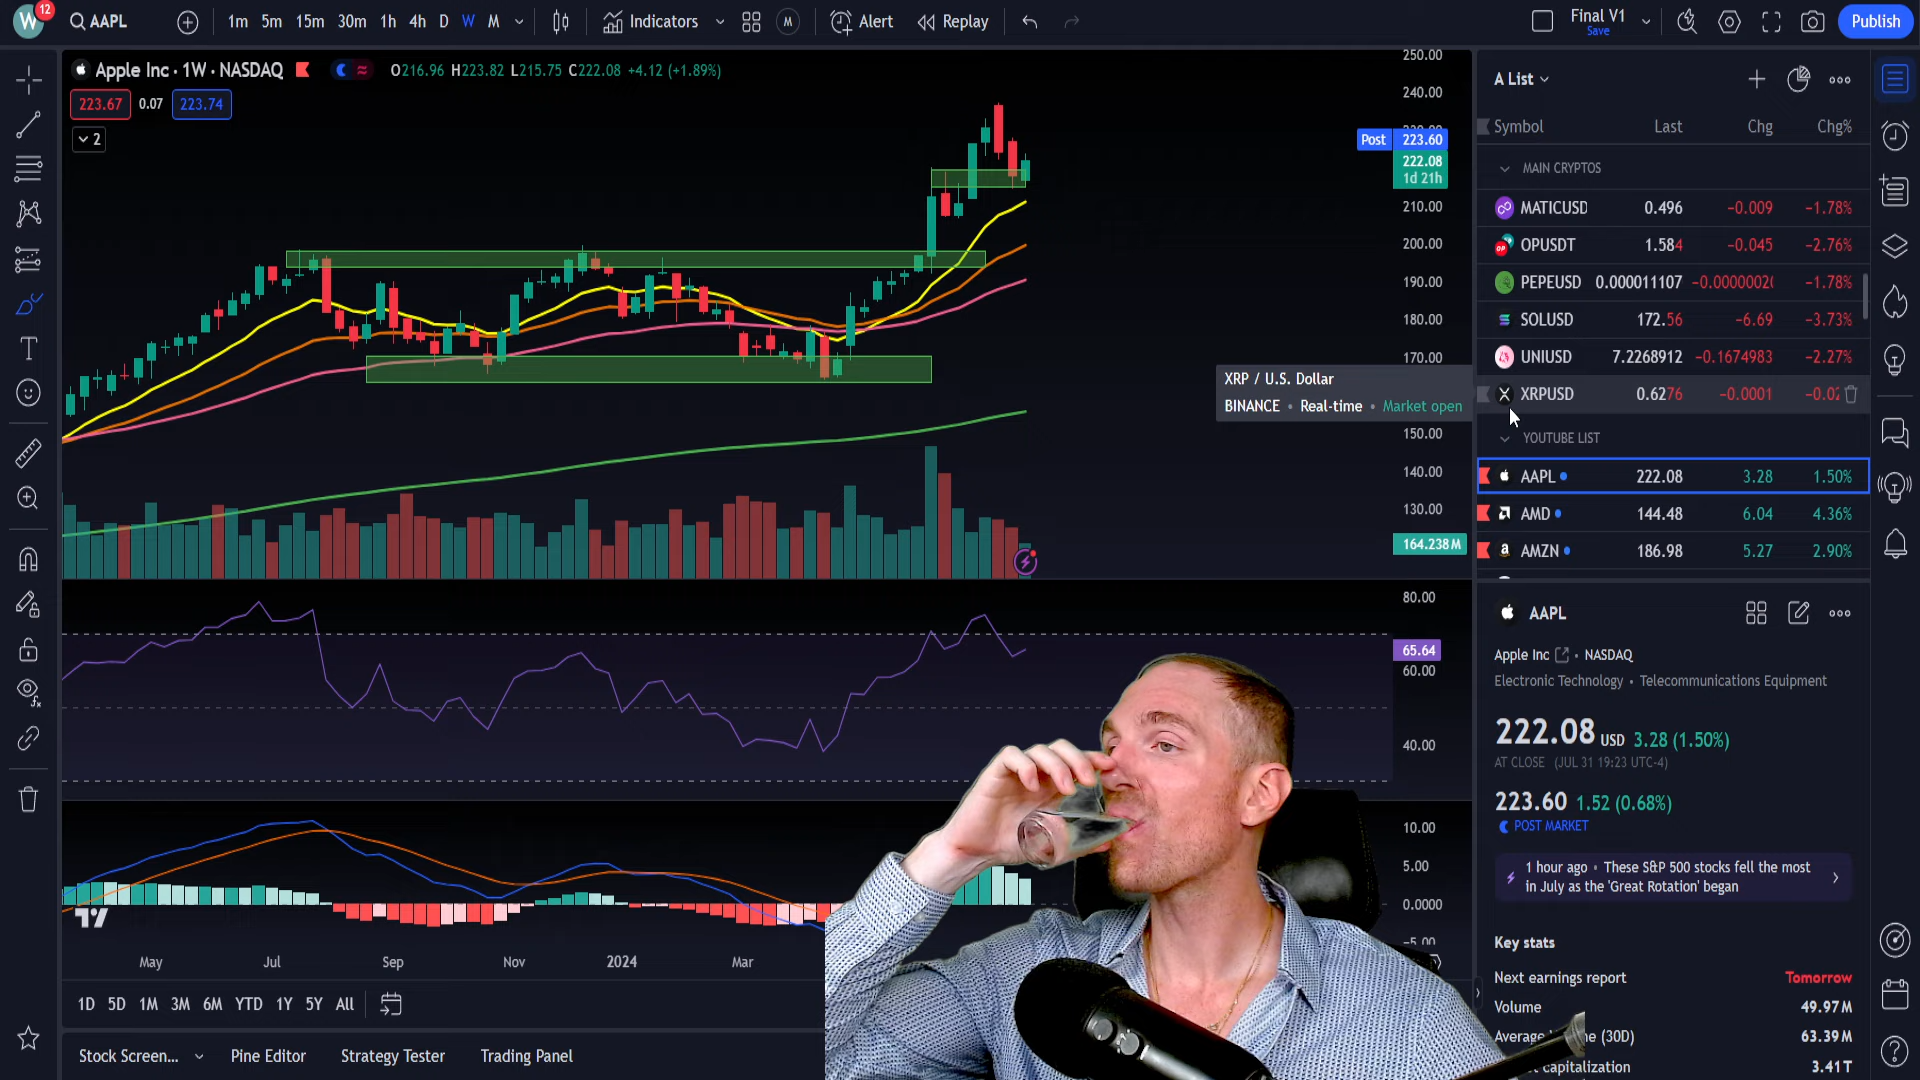 W 12 AAPL 1m 5m 15m 30m 1h 4h D W M Indicators M Alert Replay Final V1 Save Publish
Apple Inc · 1W · NASDAQ O216.96 H223.82 L215.75 C222.08 +4.12 (+1.89%)
223.67 0.07 223.74
2
250.00
240.00
Post 223.60
222.08
1d 21h
210.00
200.00
190.00
180.00
170.00
XRP / U.S. Dollar
BINANCE • Real-time • Market open
150.00
140.00
130.00
164.238M
80.00
65.64
60.00
40.00
10.00
5.00
0.0000
−5.00
May Jul Sep Nov 2024 Mar
1D 5D 1M 3M 6M YTD 1Y 5Y All
Stock Screen... Pine Editor Strategy Tester Trading Panel
A List
Symbol Last Chg Chg%
MAIN CRYPTOS
MATICUSD 0.496 −0.009 −1.78%
OPUSDT 1.584 −0.045 −2.76%
PEPEUSD 0.000011107 −0.0000002 −1.78%
SOLUSD 172.56 −6.69 −3.73%
UNIUSD 7.2268912 −0.1674983 −2.27%
XRPUSD 0.6276 −0.0001 −0.02
YOUTUBE LIST
AAPL 222.08 3.28 1.50%
AMD 144.48 6.04 4.36%
AMZN 186.98 5.27 2.90%
AAPL
Apple Inc • NASDAQ
Electronic Technology • Telecommunications Equipment
222.08 USD 3.28 (1.50%)
AT CLOSE (JUL 31 19:23 UTC-4)
223.60 1.52 (0.68%)
POST MARKET
1 hour ago • These S&P 500 stocks fell the most
in July as the 'Great Rotation' began
Key stats
Next earnings report Tomorrow
Volume 49.97M
Average (30D) 63.39M
capitalization 3.41T